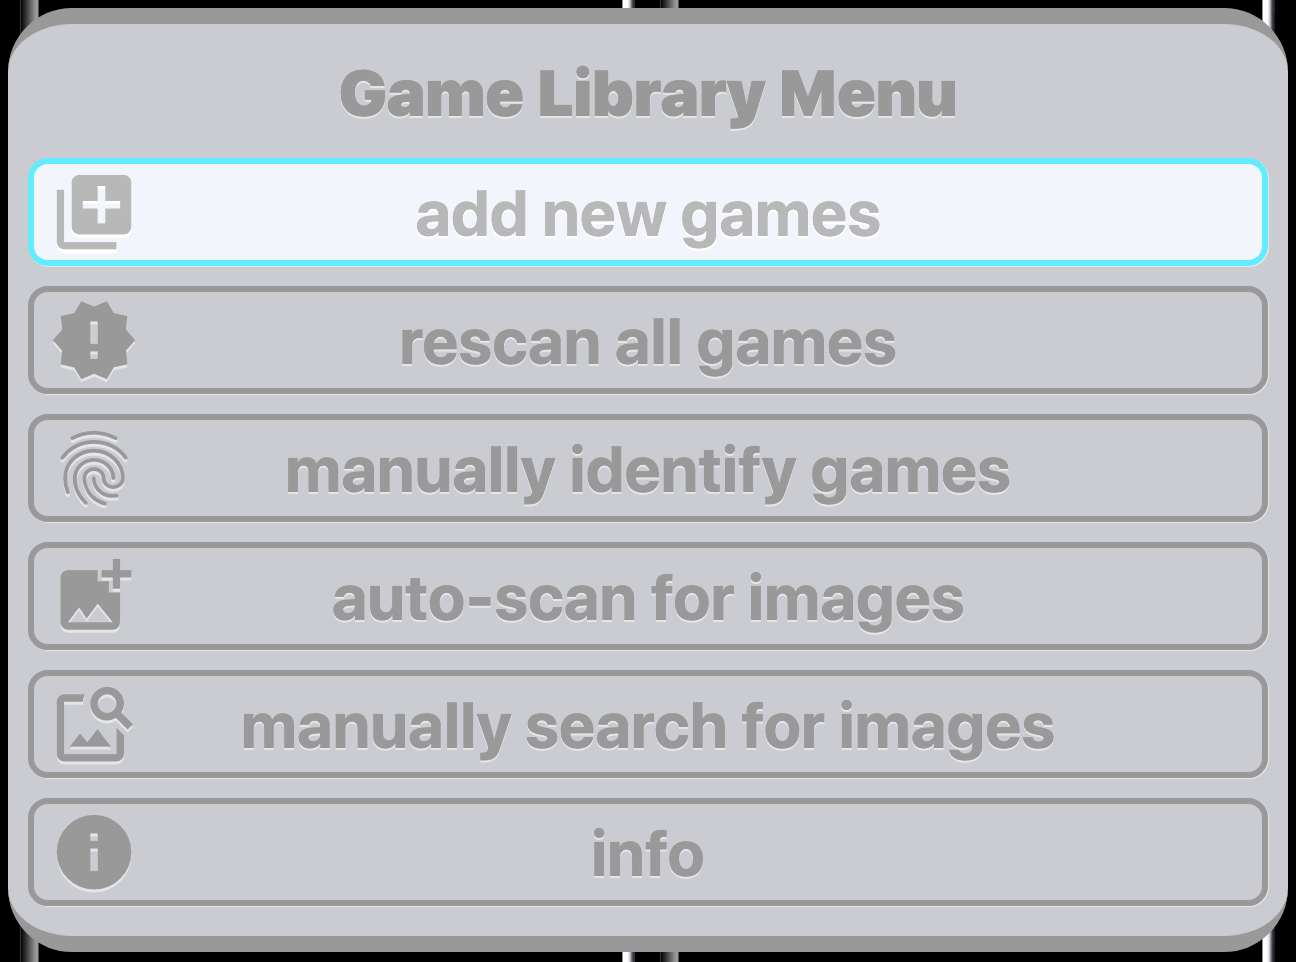 Game Library Menu
add new games
rescan all games
manually identify games
auto-scan for images
manually search for images
info